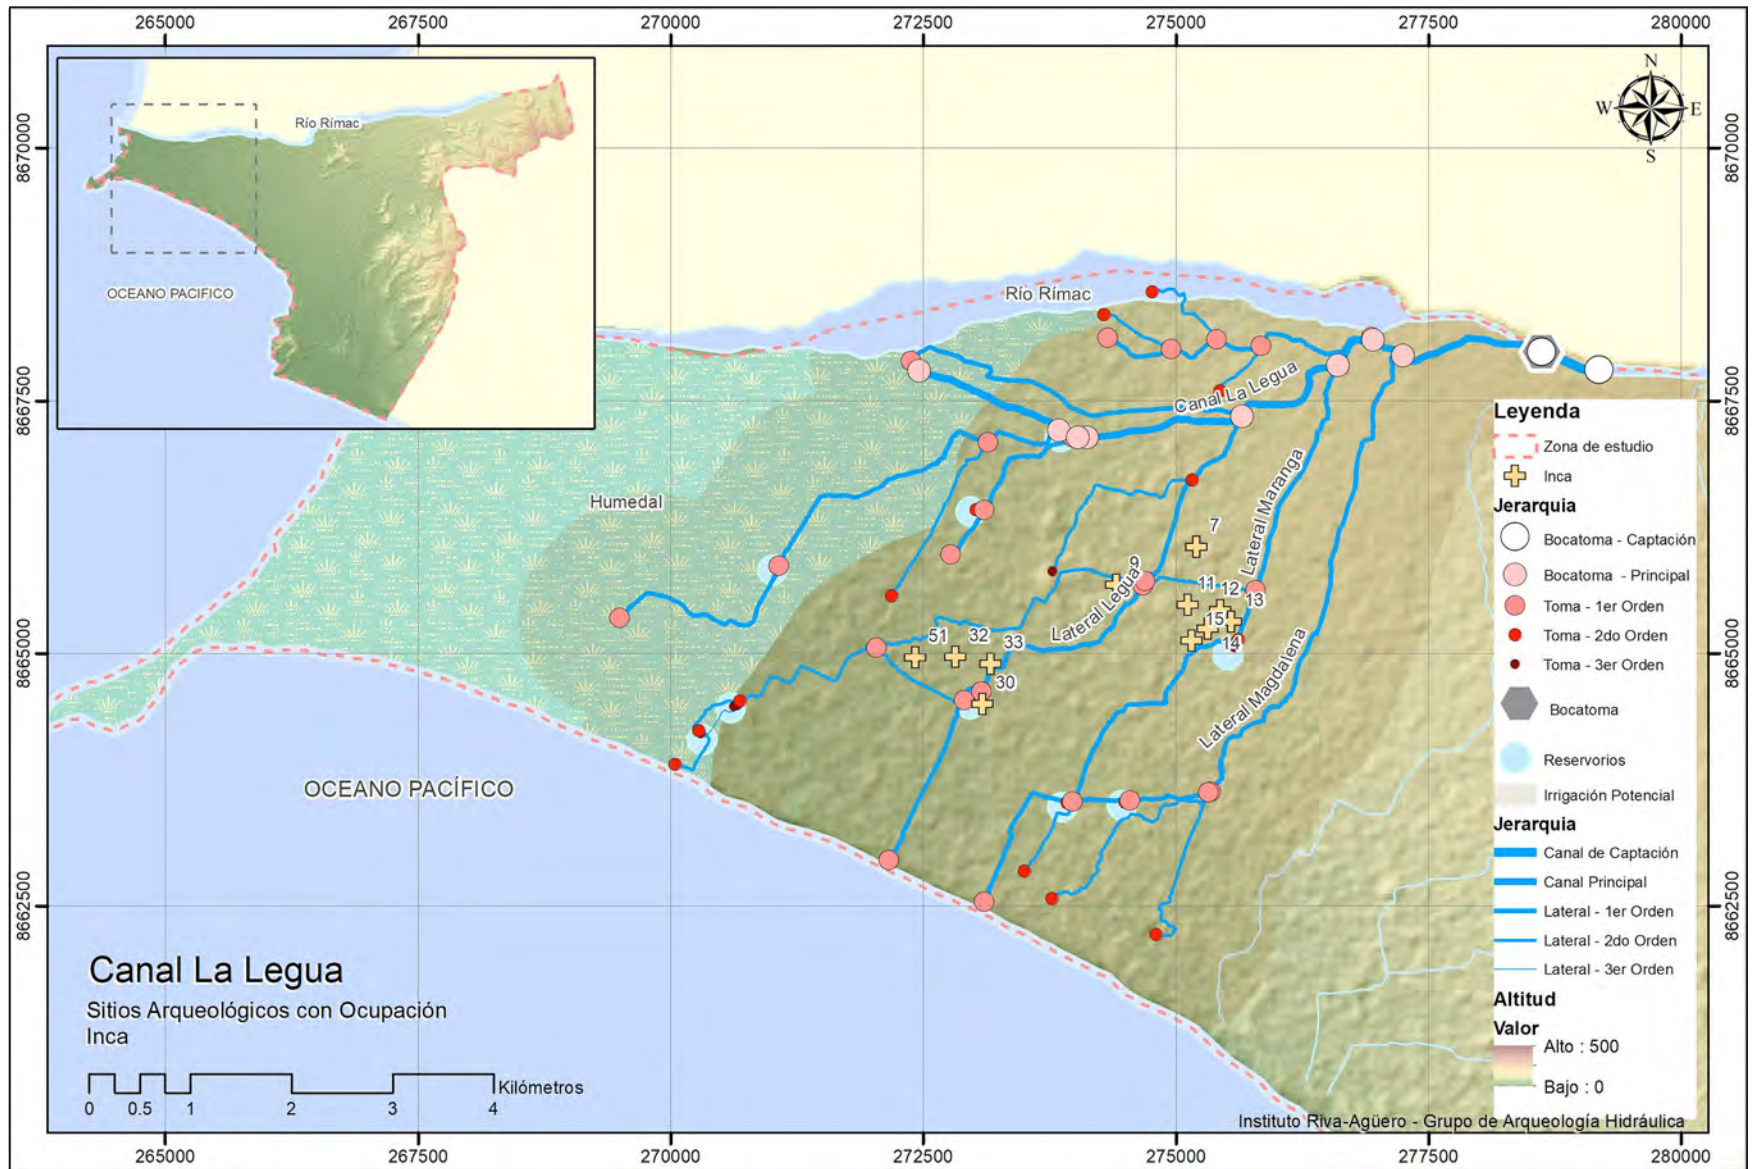 265000 267500 270000 272500 275000 277500 280000
8670000
8667500
8665000
8662500
Río Rímac
OCEANO PACIFICO
N
W E
S
8670000
8667500
8665000
8662500
Río Rímac
Canal La Legua
Humedal
Lateral Maranga
7
9
11
12
13
15
14
Lateral Legua
51
32
33
30
Lateral Magdalena
OCEANO PACÍFICO
Leyenda
Zona de estudio
Inca
Jerarquia
Bocatoma - Captación
Bocatoma - Principal
Toma - 1er Orden
Toma - 2do Orden
Toma - 3er Orden
Bocatoma
Reservorios
Irrigación Potencial
Jerarquia
Canal de Captación
Canal Principal
Lateral - 1er Orden
Lateral - 2do Orden
Lateral - 3er Orden
Altitud
Valor
Alto : 500
Bajo : 0
Canal La Legua
Sitios Arqueológicos con Ocupación
Inca
Kilómetros
0 0.5 1 2 3 4
Instituto Riva-Agüero - Grupo de Arqueología Hidráulica
265000 267500 270000 272500 275000 277500 280000